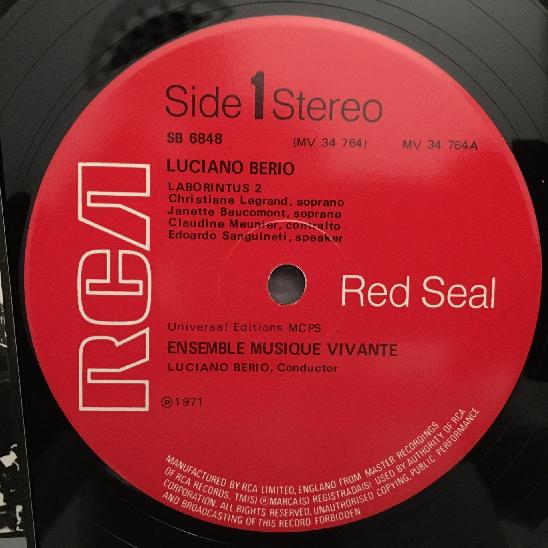 Side 1 Stereo
SB 6848 (MV 34 764) MV 34 764A
LUCIANO BERIO
LABORINTUS 2
Christiane Legrand, soprano
Janette Baucomont, soprano
Claudine Meunier, contralto
Edoardo Sanguineti, speaker
RCA
Red Seal
Universal Editions MCPS
ENSEMBLE MUSIQUE VIVANTE
LUCIANO BERIO, Conductor
℗ 1971
MANUFACTURED BY RCA LIMITED, ENGLAND FROM MASTER RECORDINGS
OF RCA RECORDS. TM(S) ® MARCA(S) REGISTRADA(S) USED BY AUTHORITY OF RCA
CORPORATION. ALL RIGHTS RESERVED. UNAUTHORISED COPYING, PUBLIC PERFORMANCE
AND BROADCASTING OF THIS RECORD FORBIDDEN